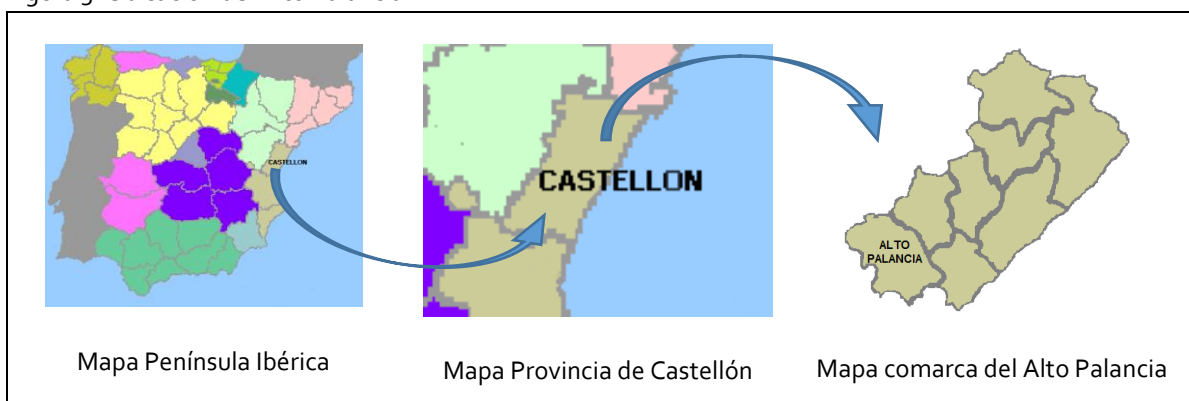 CASTELLON
CASTELLON
ALTO
PALANCIA
Mapa Península Ibérica
Mapa Provincia de Castellón
Mapa comarca del Alto Palancia